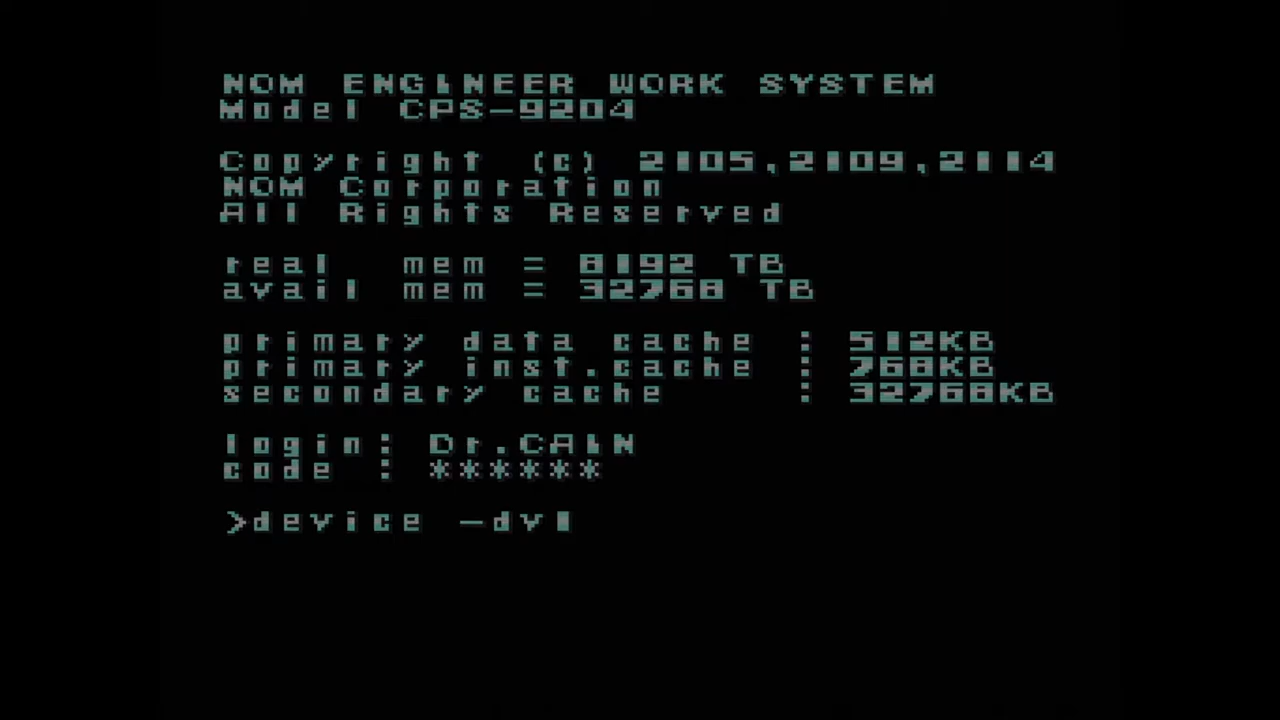 NOM ENGINEER WORK SYSTEM
Model CPS-9204
Copyright (c) 2105,2109,2114
NOM Corporation
All Rights Reserved
real mem = 8192 TB
avail mem = 32768 TB
primary data cache : 512KB
primary inst.cache : 768KB
secondary cache : 32768KB
login: Dr.CAIN
code : ******
>device -dv